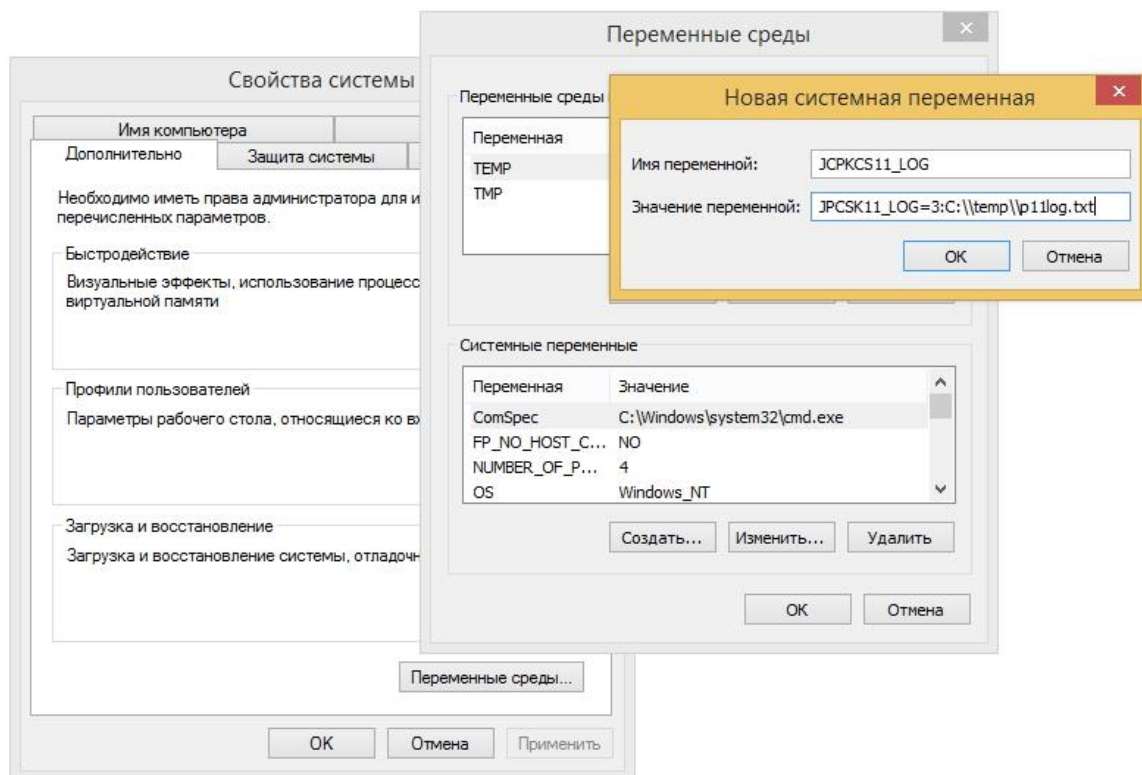 Свойства системы
Имя компьютера
Дополнительно
Защита системы
Необходимо иметь права администратора для и
перечисленных параметров.
Быстродействие
Визуальные эффекты, использование процесс
виртуальной памяти
Профили пользователей
Параметры рабочего стола, относящиеся ко вх
Загрузка и восстановление
Загрузка и восстановление системы, отладочн
Переменные среды...
OK
Отмена
Применить
Переменные среды
Переменные среды
Переменная
TEMP
TMP
Системные переменные
Переменная Значение
ComSpec C:\Windows\system32\cmd.exe
FP_NO_HOST_C... NO
NUMBER_OF_P... 4
OS Windows_NT
Создать...
Изменить...
Удалить
OK
Отмена
Новая системная переменная
Имя переменной: JCPKCS11_LOG
Значение переменной: JPCSK11_LOG=3:C:\\temp\\p11log.txt
OK
Отмена